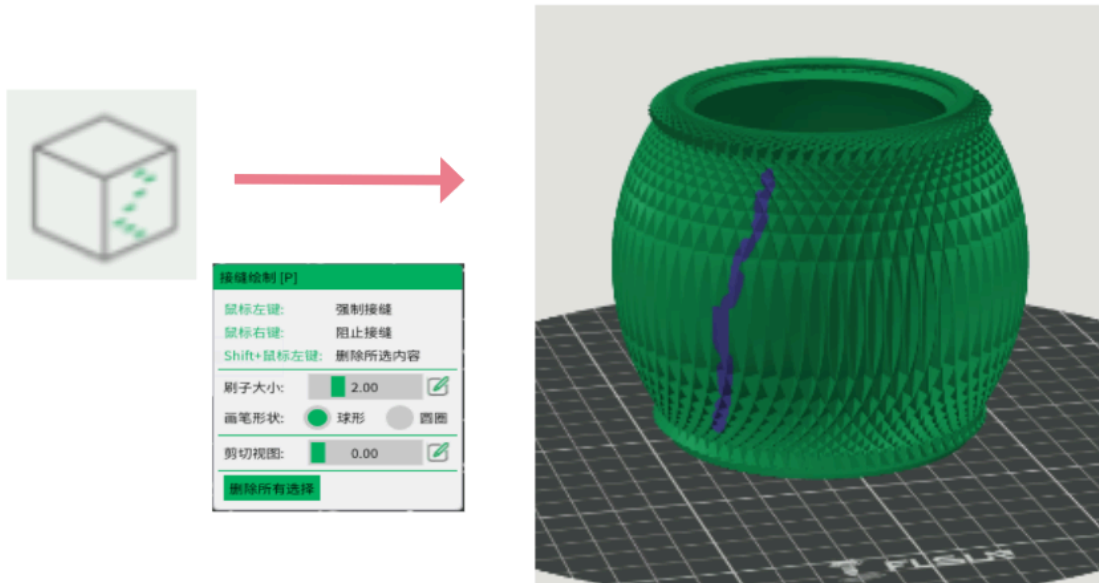 接缝绘制 [P]
鼠标左键: 强制接缝
鼠标右键: 阻止接缝
Shift+鼠标左键: 删除所选内容
刷子大小: 2.00
画笔形状: 球形 圆圈
剪切视图: 0.00
删除所有选择